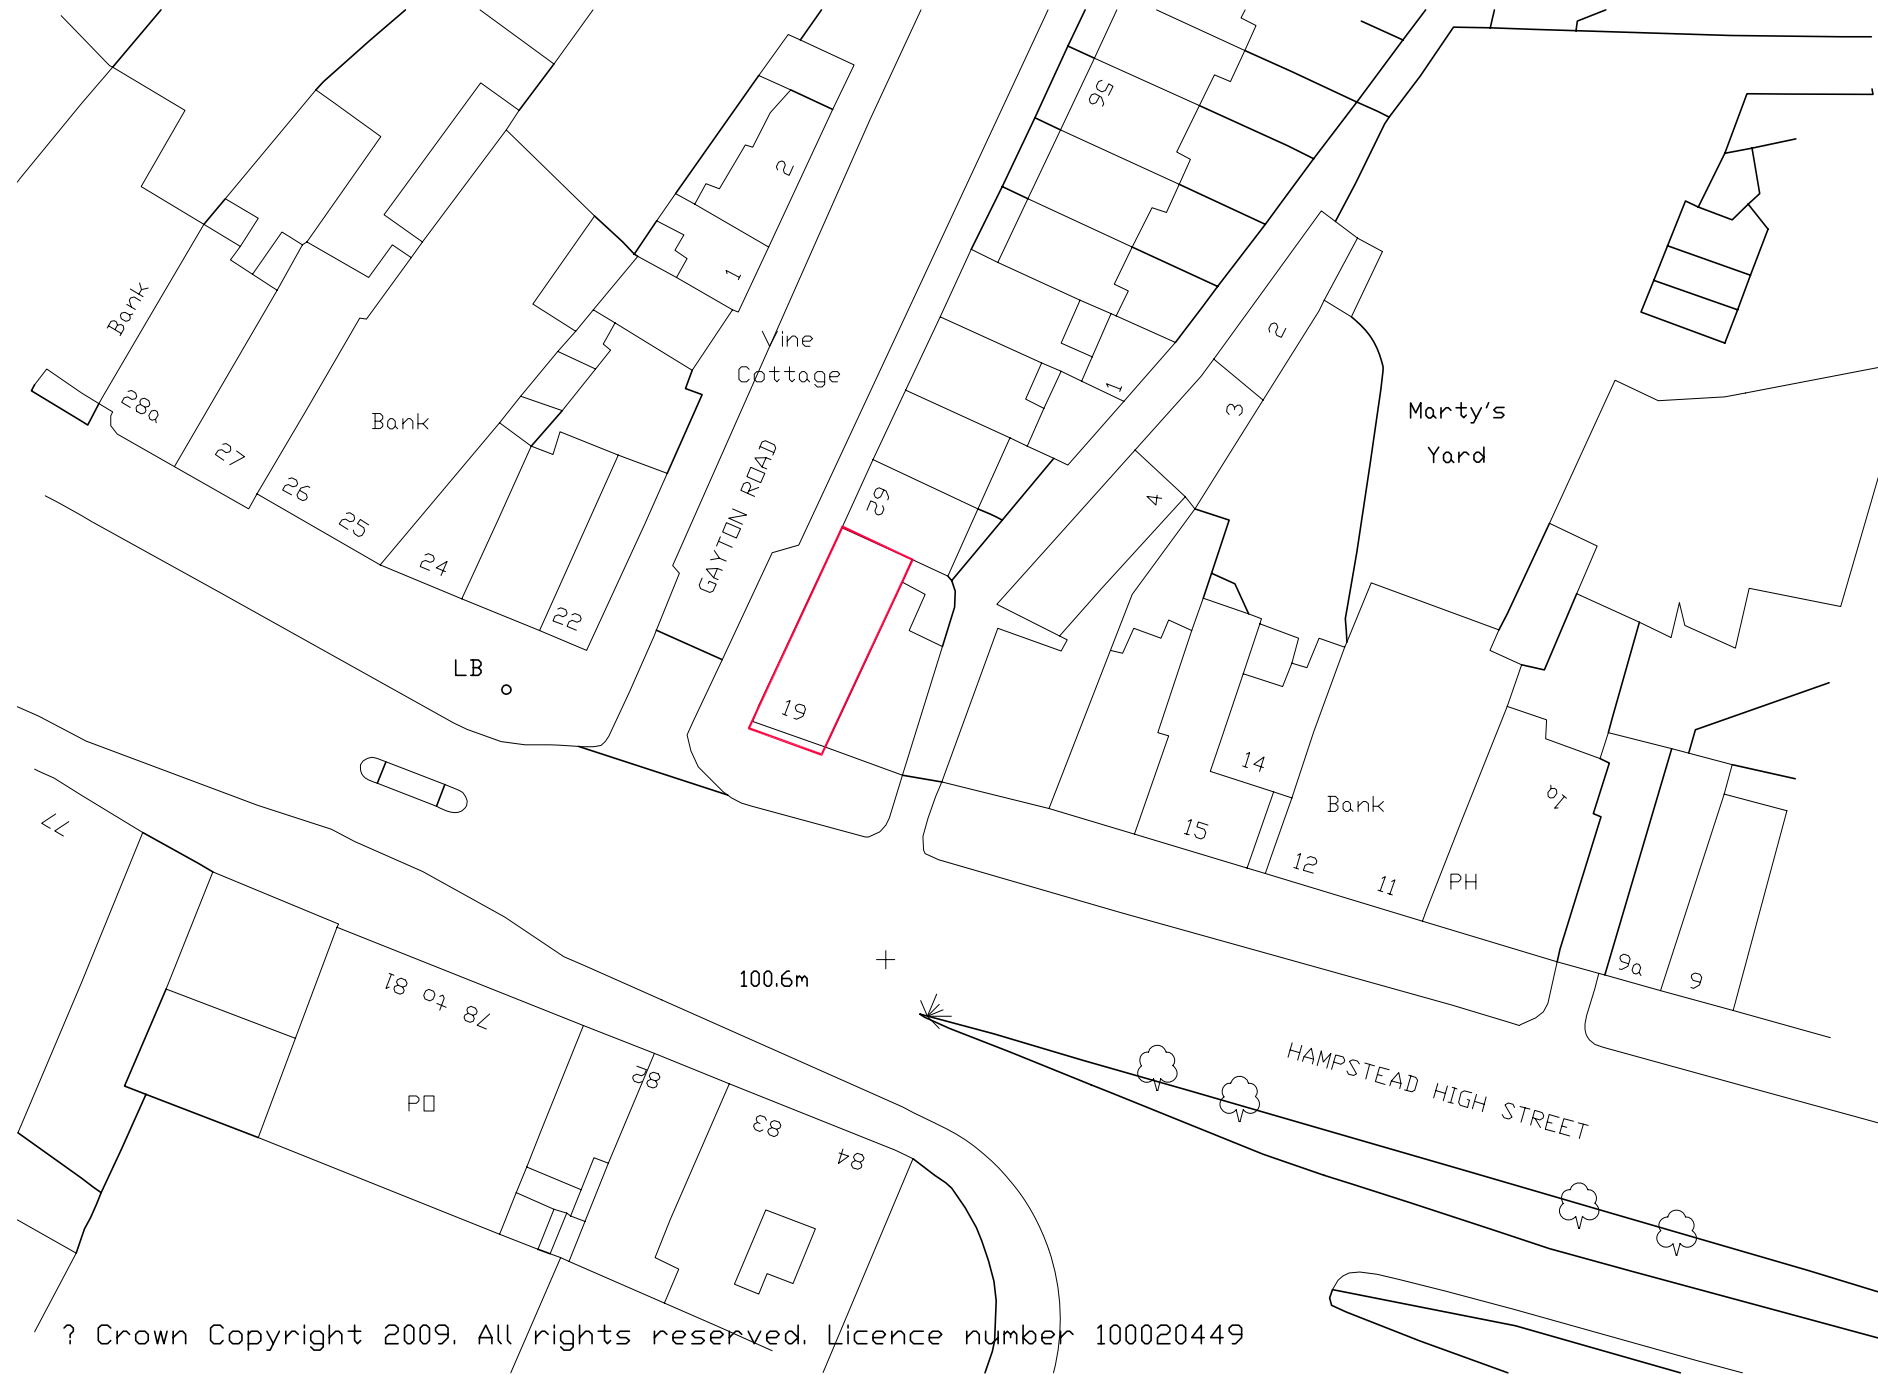 56
2
1
Vine
Cottage
Bank
28a
27
Bank
26
25
24
22
GAYTON ROAD
29
1
2
3
4
Marty's
Yard
LB
19
14
15
Bank
12
11
PH
1a
9a
9
77
100.6m
78 to 81
PO
82
83
84
HAMPSTEAD HIGH STREET
? Crown Copyright 2009. All rights reserved. Licence number 100020449